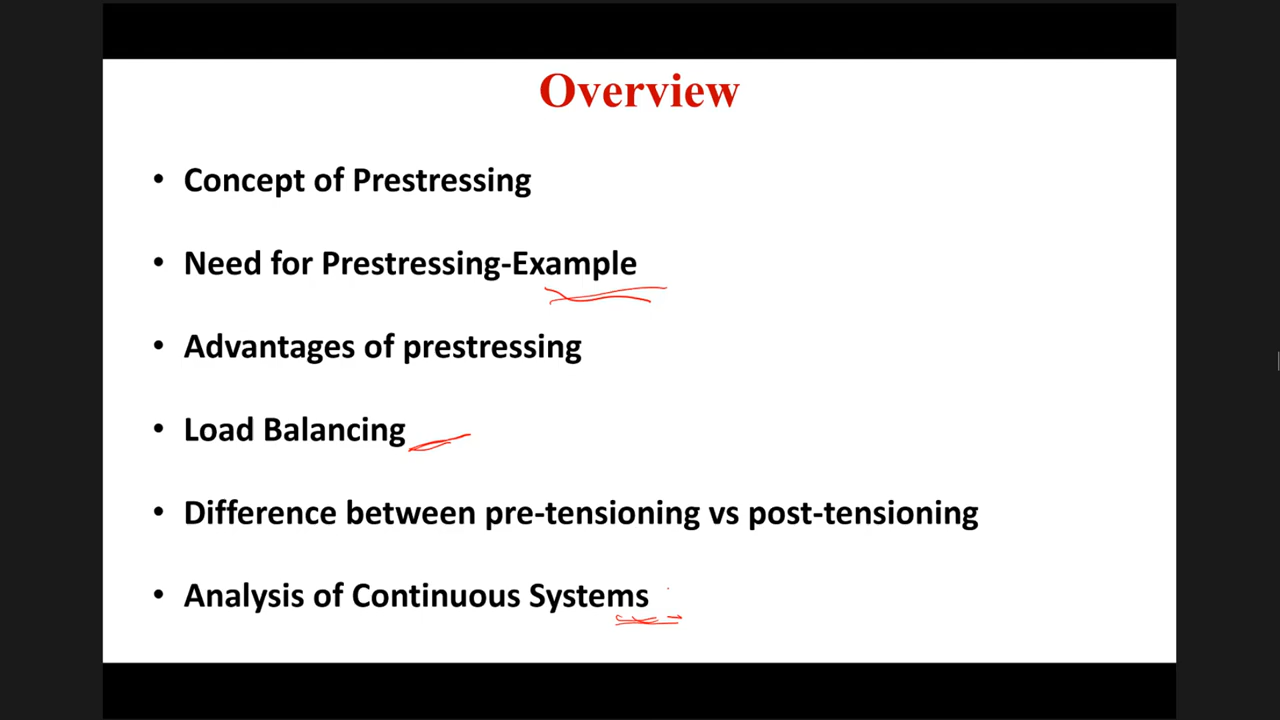 Overview
• Concept of Prestressing
• Need for Prestressing-Example
• Advantages of prestressing
• Load Balancing
• Difference between pre-tensioning vs post-tensioning
• Analysis of Continuous Systems